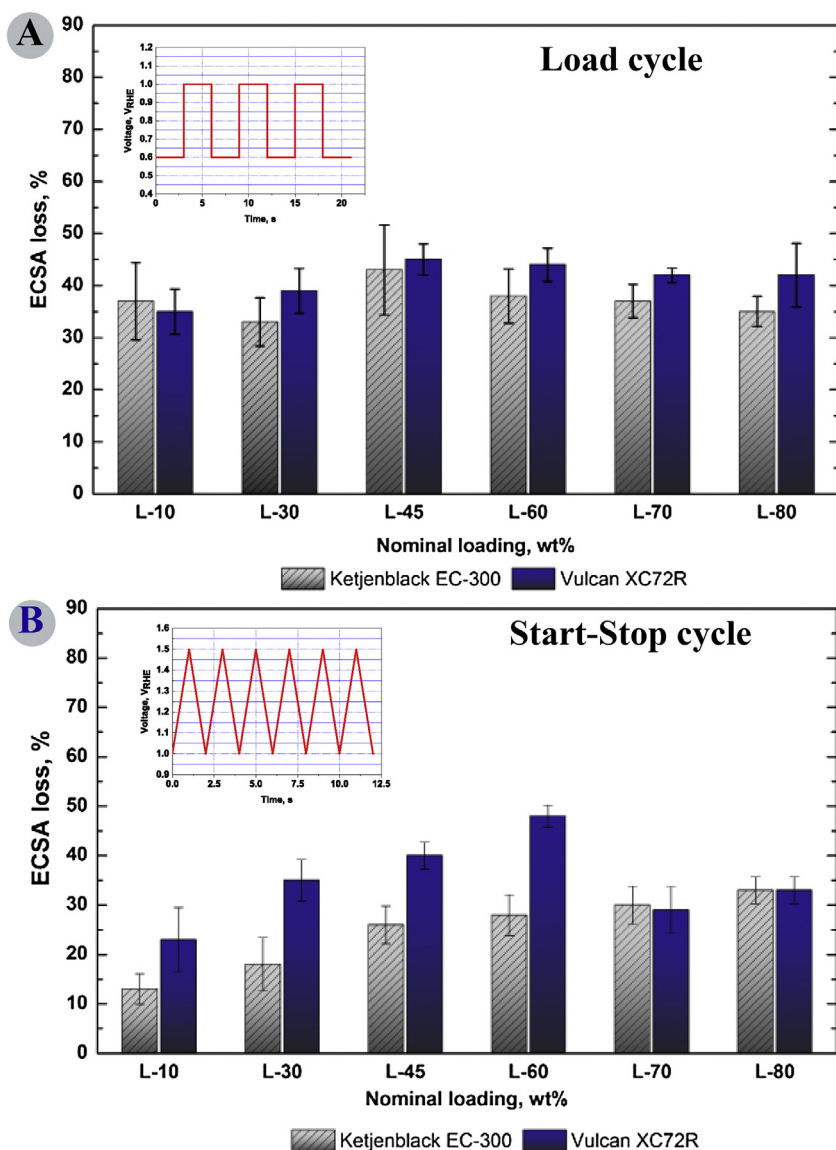 A
Load cycle
ECSA loss, %
90
80
70
60
50
40
30
20
10
0
Voltage, VRHE
1.2
1.1
1.0
0.9
0.8
0.7
0.6
0.5
0.4
0 5 10 15 20
Time, s
L-10 L-30 L-45 L-60 L-70 L-80
Nominal loading, wt%
Ketjenblack EC-300 Vulcan XC72R
B
Start-Stop cycle
ECSA loss, %
90
80
70
60
50
40
30
20
10
0
Voltage, VRHE
1.6
1.5
1.4
1.3
1.2
1.1
1.0
0.9
0.0 2.5 5.0 7.5 10.0 12.5
Time, s
L-10 L-30 L-45 L-60 L-70 L-80
Nominal loading, wt%
Ketjenblack EC-300 Vulcan XC72R